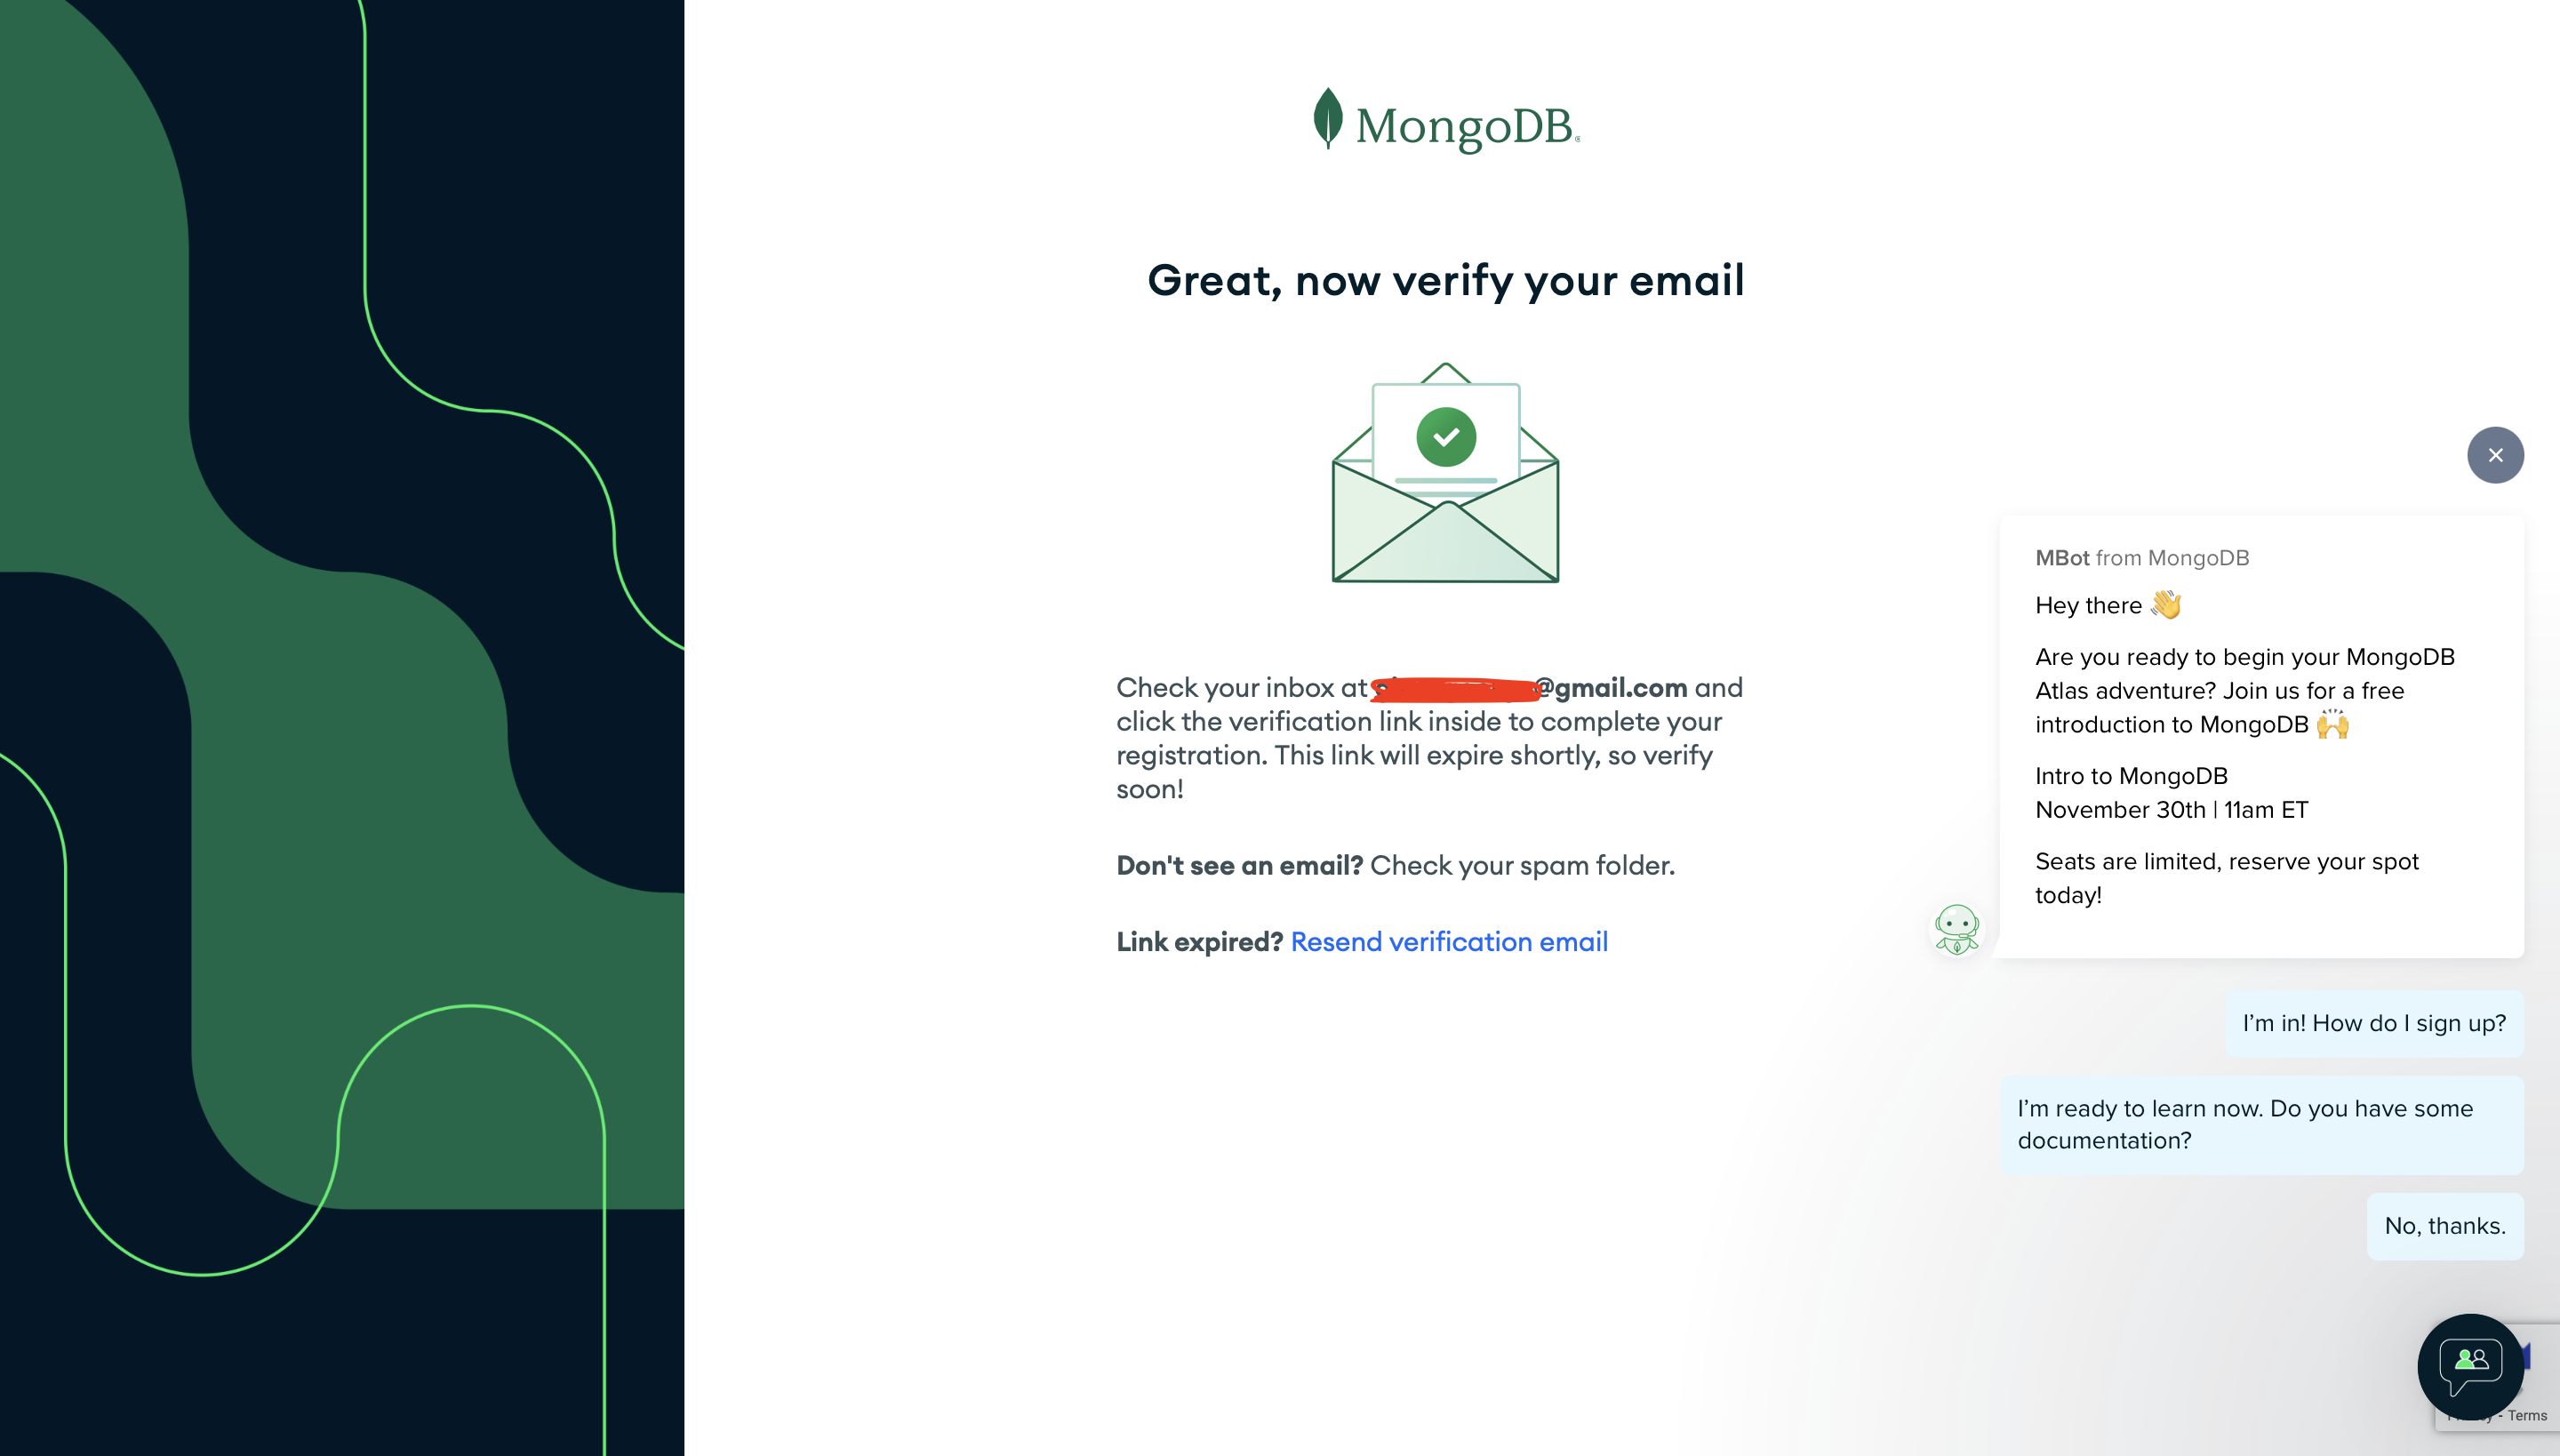 MongoDB®
Great, now verify your email
Check your inbox at @gmail.com and
click the verification link inside to complete your
registration. This link will expire shortly, so verify
soon!
Don't see an email? Check your spam folder.
Link expired? Resend verification email
MBot from MongoDB
Hey there 👋
Are you ready to begin your MongoDB
Atlas adventure? Join us for a free
introduction to MongoDB 🙌
Intro to MongoDB
November 30th | 11am ET
Seats are limited, reserve your spot
today!
I'm in! How do I sign up?
I'm ready to learn now. Do you have some
documentation?
No, thanks.
- Terms